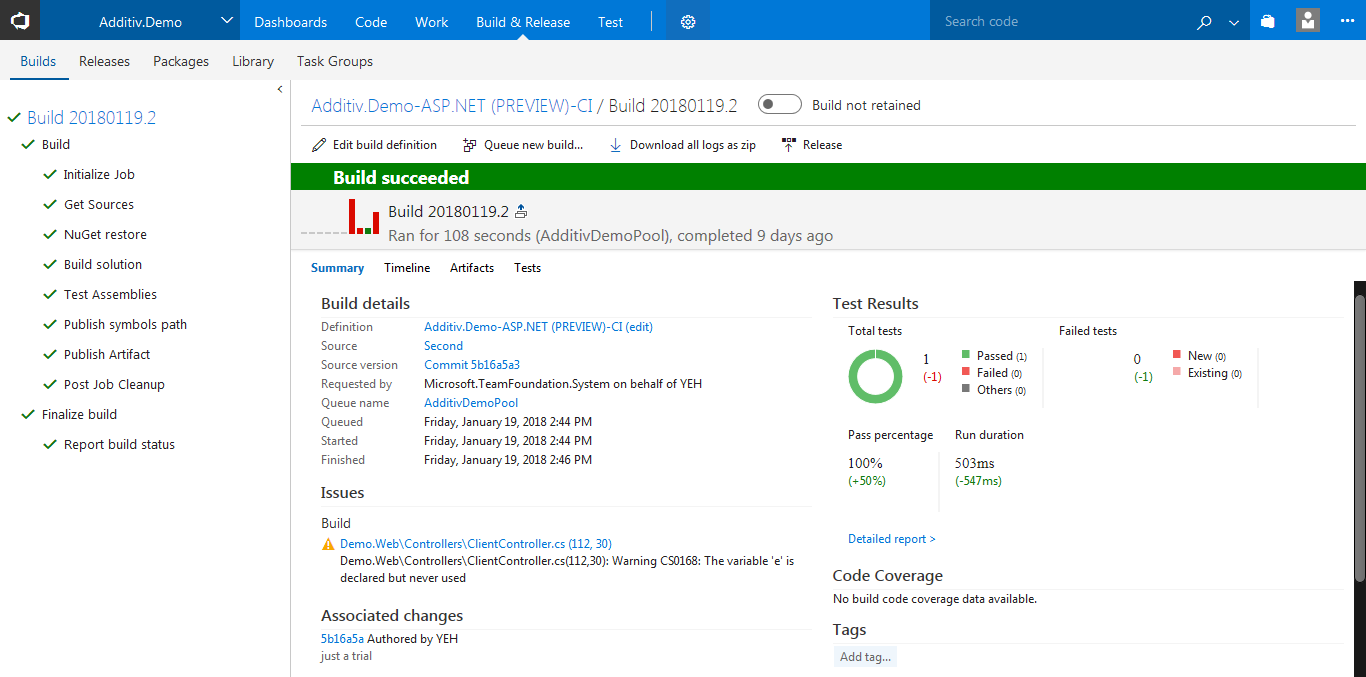 Additiv.Demo
Dashboards Code Work Build & Release Test
Search code
Builds Releases Packages Library Task Groups
Build 20180119.2
Build
Initialize Job
Get Sources
NuGet restore
Build solution
Test Assemblies
Publish symbols path
Publish Artifact
Post Job Cleanup
Finalize build
Report build status
Additiv.Demo-ASP.NET (PREVIEW)-CI / Build 20180119.2
Build not retained
Edit build definition Queue new build... Download all logs as zip Release
Build succeeded
Build 20180119.2
Ran for 108 seconds (AdditivDemoPool), completed 9 days ago
Summary Timeline Artifacts Tests
Build details
Definition Additiv.Demo-ASP.NET (PREVIEW)-CI (edit)
Source Second
Source version Commit 5b16a5a3
Requested by Microsoft.TeamFoundation.System on behalf of YEH
Queue name AdditivDemoPool
Queued Friday, January 19, 2018 2:44 PM
Started Friday, January 19, 2018 2:44 PM
Finished Friday, January 19, 2018 2:46 PM
Issues
Build
Demo.Web\Controllers\ClientController.cs (112, 30)
Demo.Web\Controllers\ClientController.cs(112,30): Warning CS0168: The variable 'e' is
declared but never used
Associated changes
5b16a5a Authored by YEH
just a trial
Test Results
Total tests
1
(-1)
Passed (1)
Failed (0)
Others (0)
Failed tests
0
(-1)
New (0)
Existing (0)
Pass percentage
100%
(+50%)
Run duration
503ms
(-547ms)
Detailed report >
Code Coverage
No build code coverage data available.
Tags
Add tag...